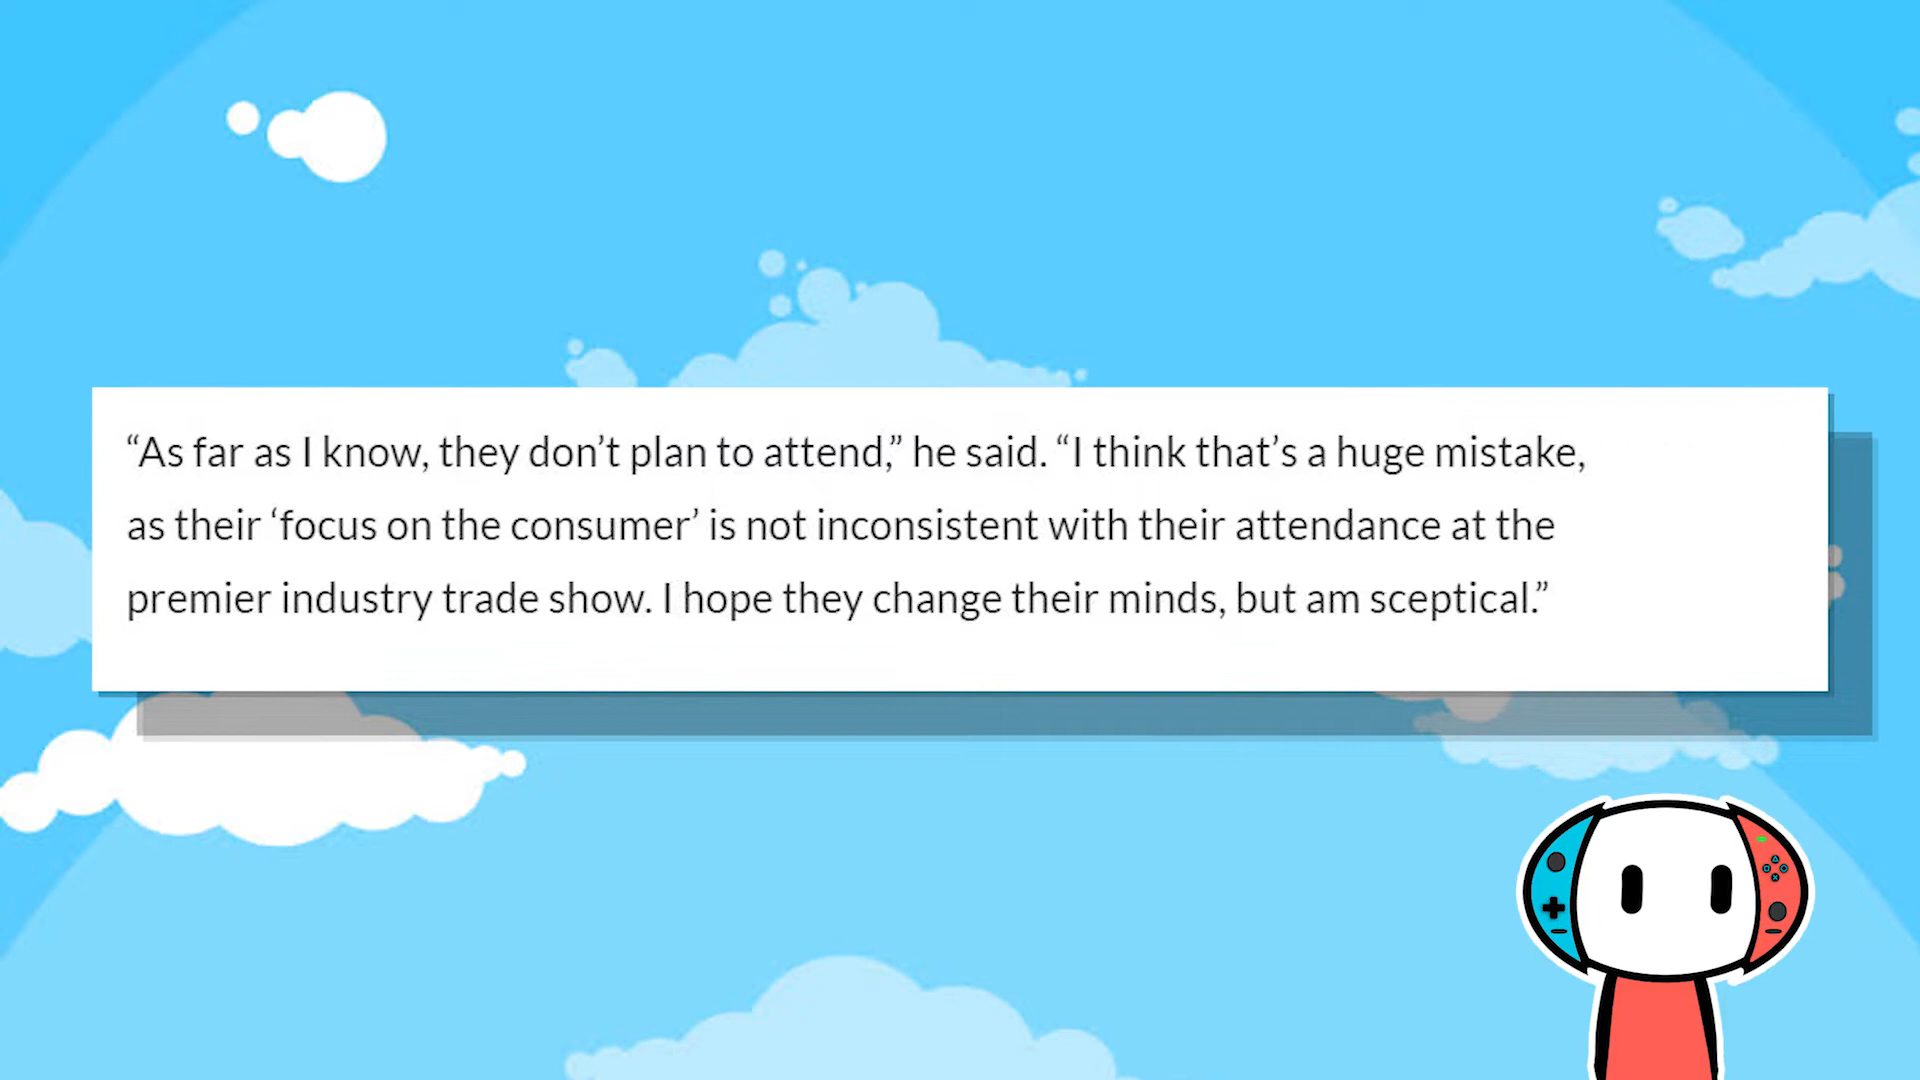 “As far as I know, they don’t plan to attend,” he said. “I think that’s a huge mistake,
as their ‘focus on the consumer’ is not inconsistent with their attendance at the
premier industry trade show. I hope they change their minds, but am sceptical.”